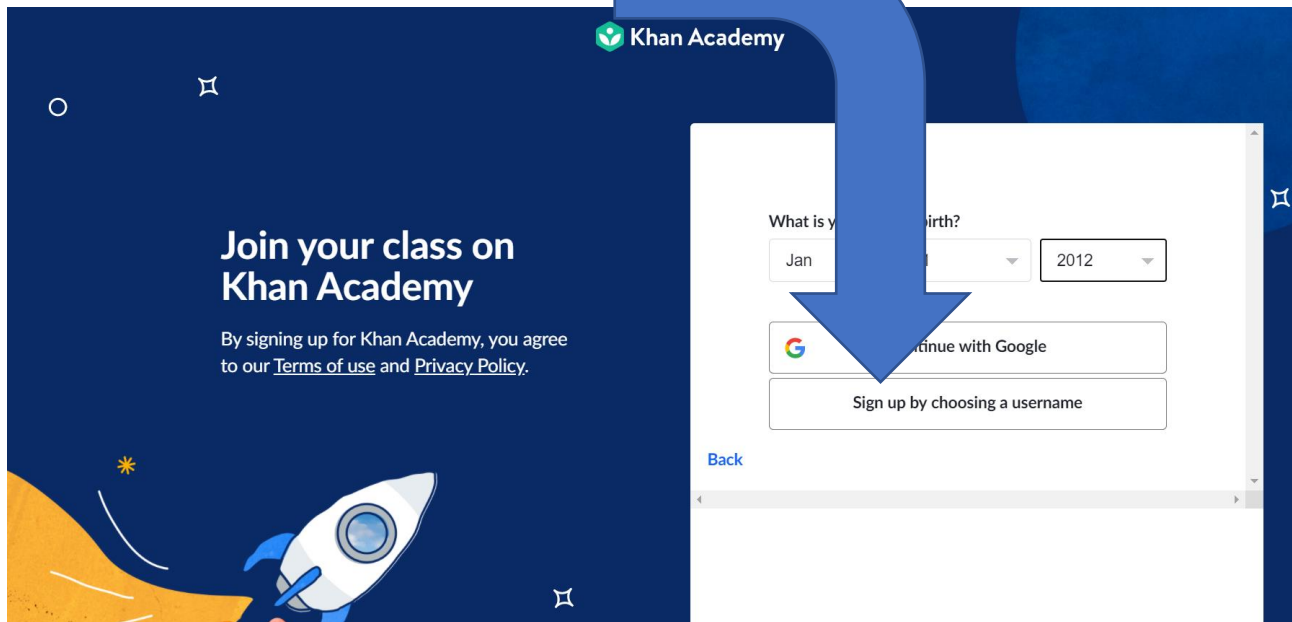 Khan Academy
Join your class on
Khan Academy
By signing up for Khan Academy, you agree
to our Terms of use and Privacy Policy.
What is y irth?
Jan 2012
tinue with Google
Sign up by choosing a username
Back